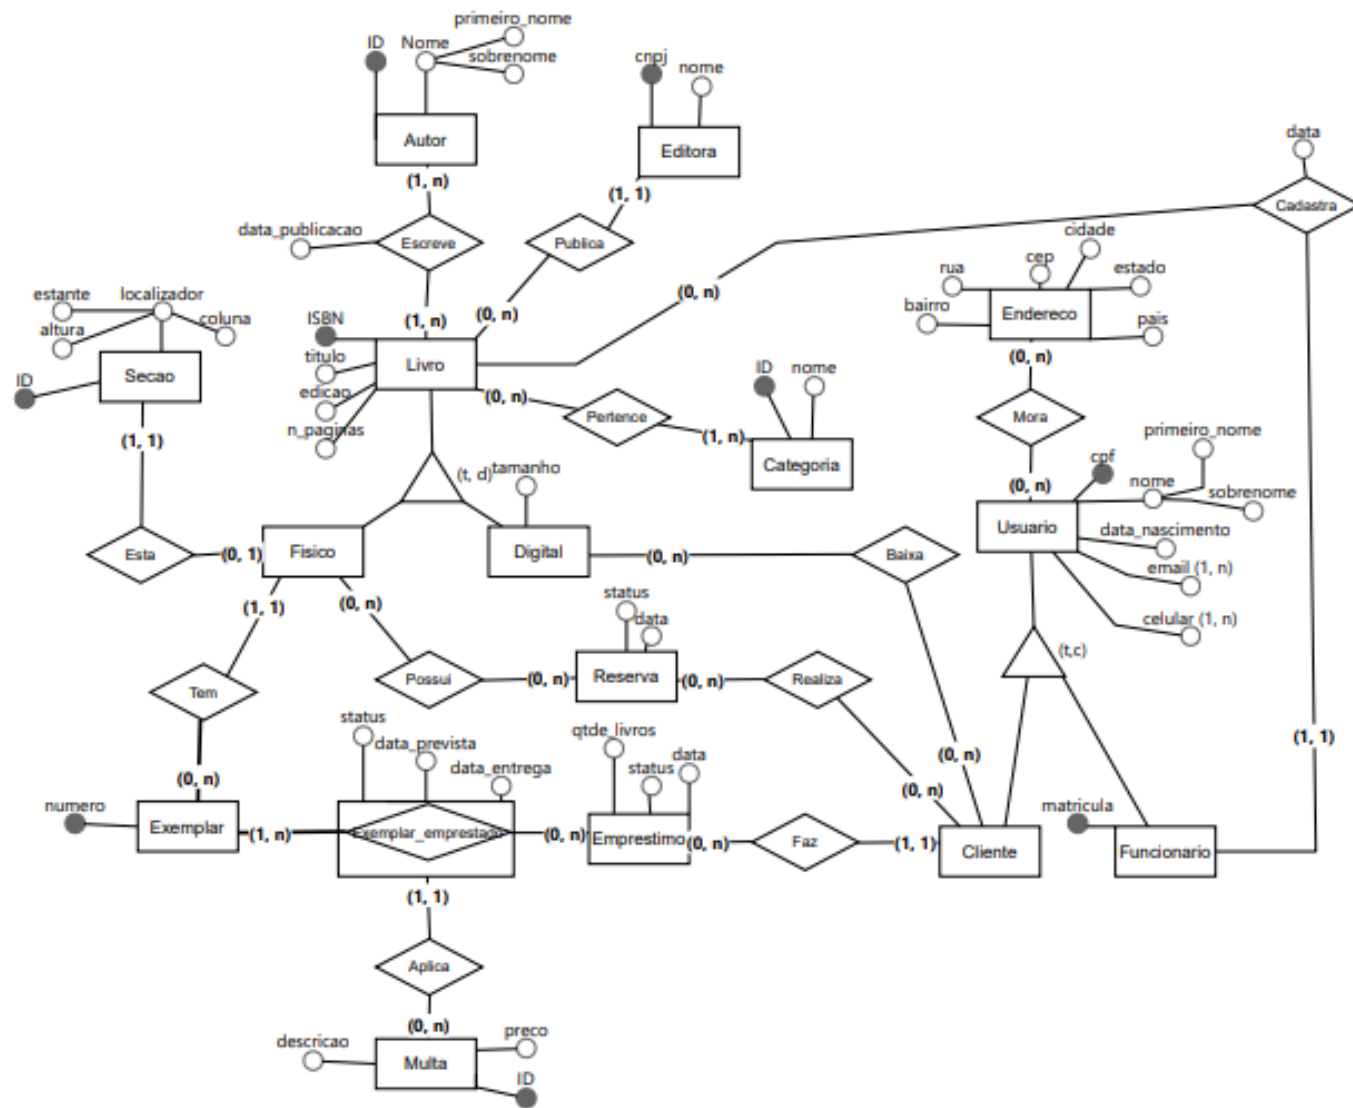 primeiro_nome
ID
Nome
sobrenome
cnpj
nome
Autor
Editora
data
(1, n)
(1, 1)
Cadastra
data_publicacao
Escreve
Publica
cidade
cep
rua
estado
bairro
Endereco
pais
(0, n)
estante
localizador
altura
coluna
ISBN
(1, n)
(0, n)
(0, n)
Secao
titulo
Livro
ID
nome
ID
edicao
(0, n)
Pertence
Mora
n_paginas
(1, n)
(1, 1)
Categoria
primeiro_nome
cpf
(t, d)
tamanho
(0, n)
nome
sobrenome
Usuario
data_nascimento
Esta
(0, 1)
Fisico
Digital
(0, n)
Baixa
email (1, n)
(1, 1)
(0, n)
status
data
celular (1, n)
(t,c)
Tem
Possui
(0, n)
Reserva
(0, n)
Realiza
status
data_prevista
qtde_livros
data
(1, 1)
(0, n)
data_entrega
status
(0, n)
(0, n)
numero
matricula
Exemplar
(1, n)
Exemplar_emprestado
(0, n)
Emprestimo
(0, n)
Faz
(1, 1)
Cliente
Funcionario
(1, 1)
Aplica
(0, n)
descricao
preco
Multa
ID